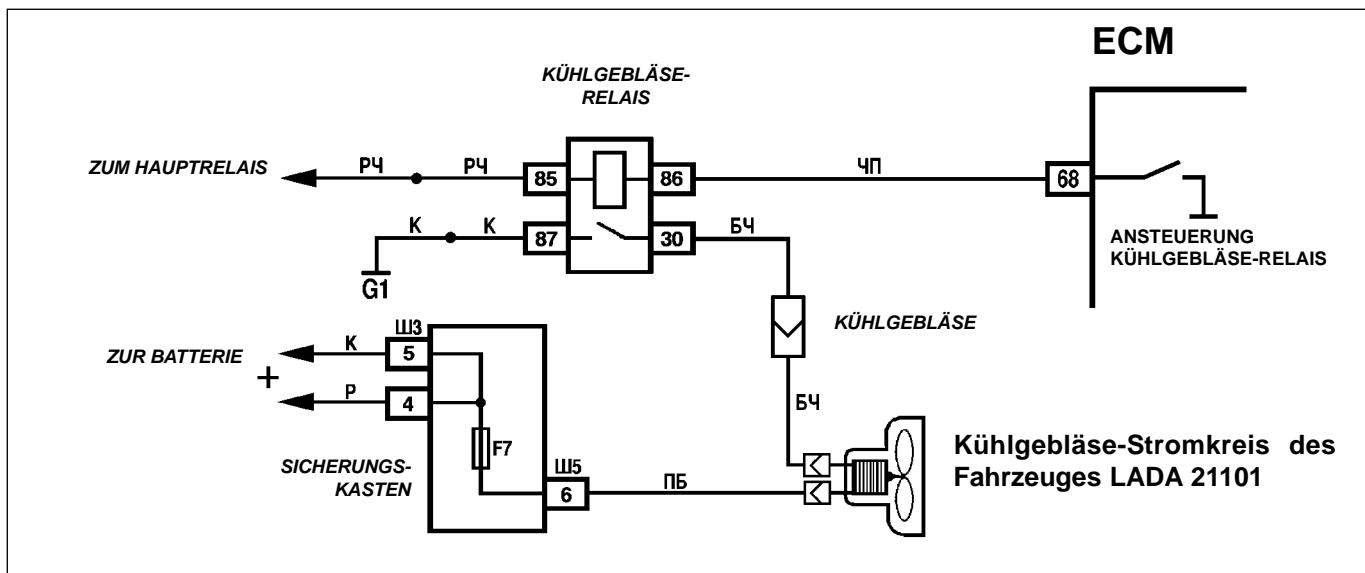 ECM
KÜHLGEBLÄSE-
RELAIS
ZUM HAUPTRELAIS
РЧ
РЧ
85
86
ЧП
68
К
К
87
30
БЧ
G1
ANSTEUERUNG
KÜHLGEBLÄSE-RELAIS
KÜHLGEBLÄSE
ZUR BATTERIE
+
К
Ш3
5
Р
4
F7
БЧ
SICHERUNGS-
KASTEN
Ш5
6
ПБ
Kühlgebläse-Stromkreis des
Fahrzeuges LADA 21101